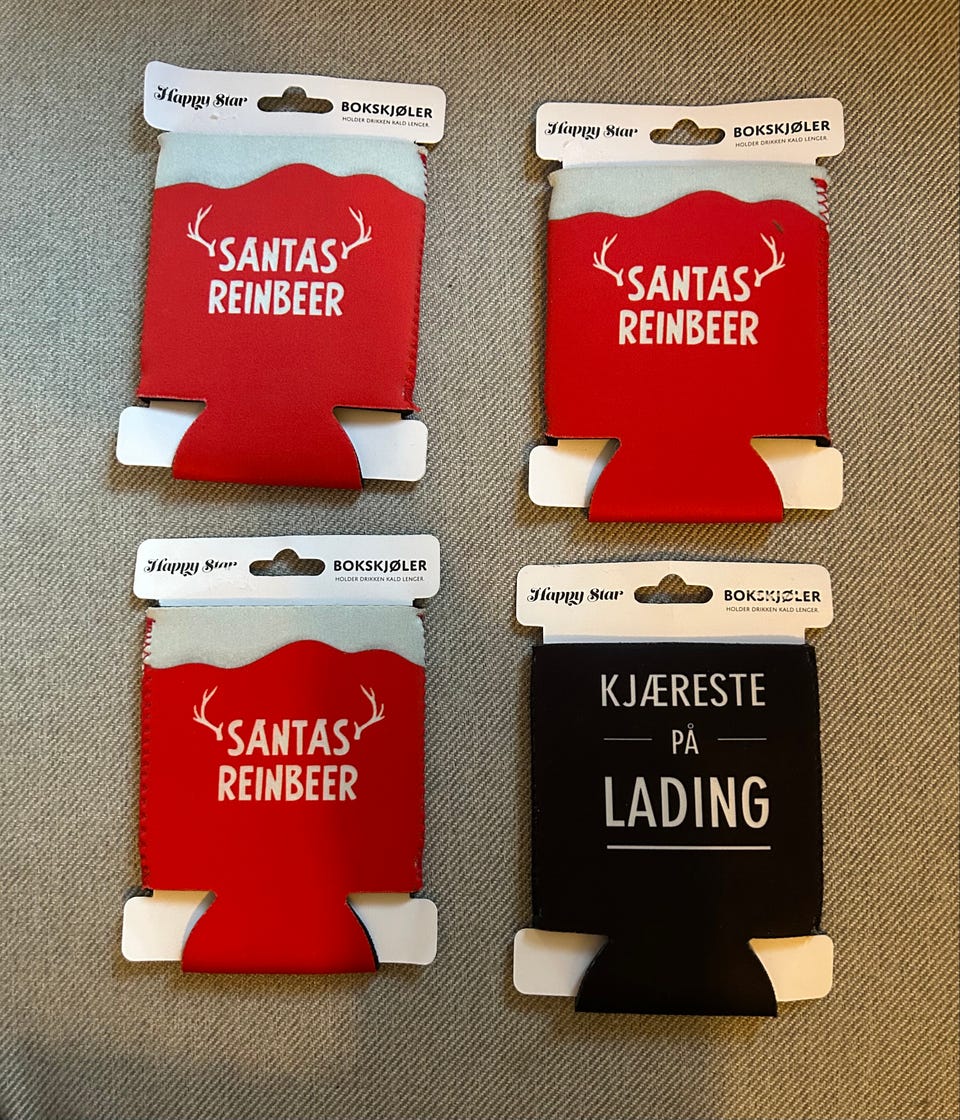 Happy Star
BOKSKJØLER
HOLDER DRIKKEN KALD LENGER.
SANTAS
REINBEER
Happy Star
BOKSKJØLER
HOLDER DRIKKEN KALD LENGER.
SANTAS
REINBEER
Happy Star
BOKSKJØLER
HOLDER DRIKKEN KALD LENGER.
SANTAS
REINBEER
Happy Star
BOKSKJØLER
HOLDER DRIKKEN KALD LENGER.
KJÆRESTE
PÅ
LADING